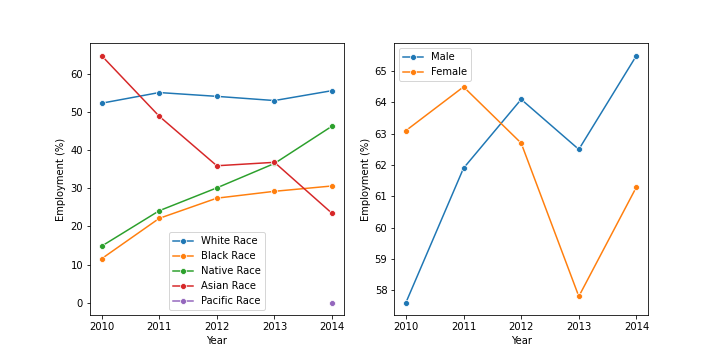 60
50
40
30
20
10
0
Employment (%)
2010 2011 2012 2013 2014
Year
White Race
Black Race
Native Race
Asian Race
Pacific Race
65
64
63
62
61
60
59
58
Employment (%)
2010 2011 2012 2013 2014
Year
Male
Female